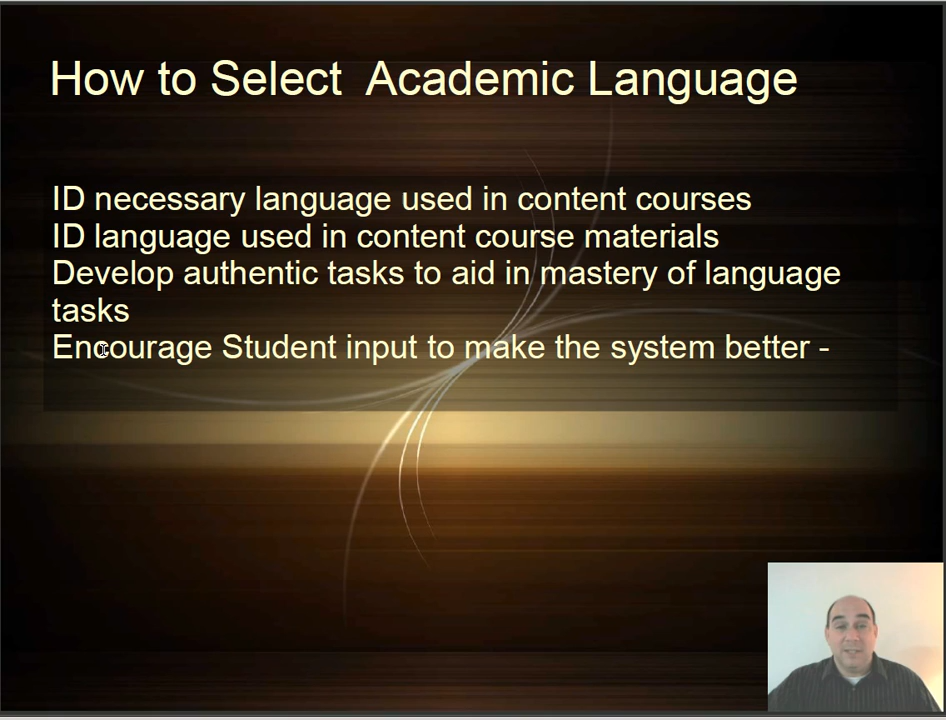 How to Select  Academic Language
ID necessary language used in content courses
ID language used in content course materials
Develop authentic tasks to aid in mastery of language
tasks
Encourage Student input to make the system better -